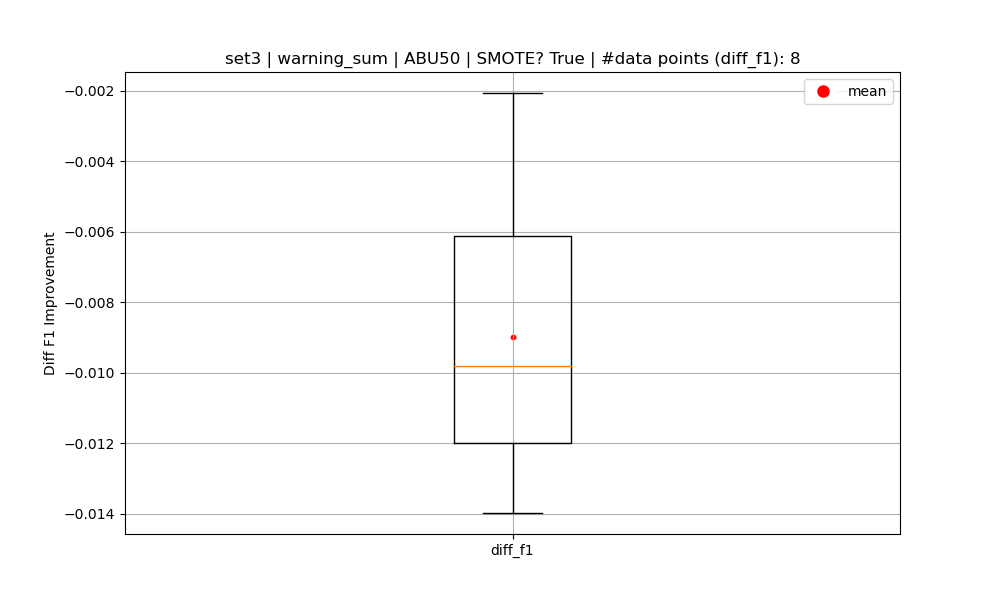 set3 | warning_sum | ABU50 | SMOTE? True | #data points (diff_f1): 8
mean
Diff F1 Improvement
−0.002
−0.004
−0.006
−0.008
−0.010
−0.012
−0.014
diff_f1